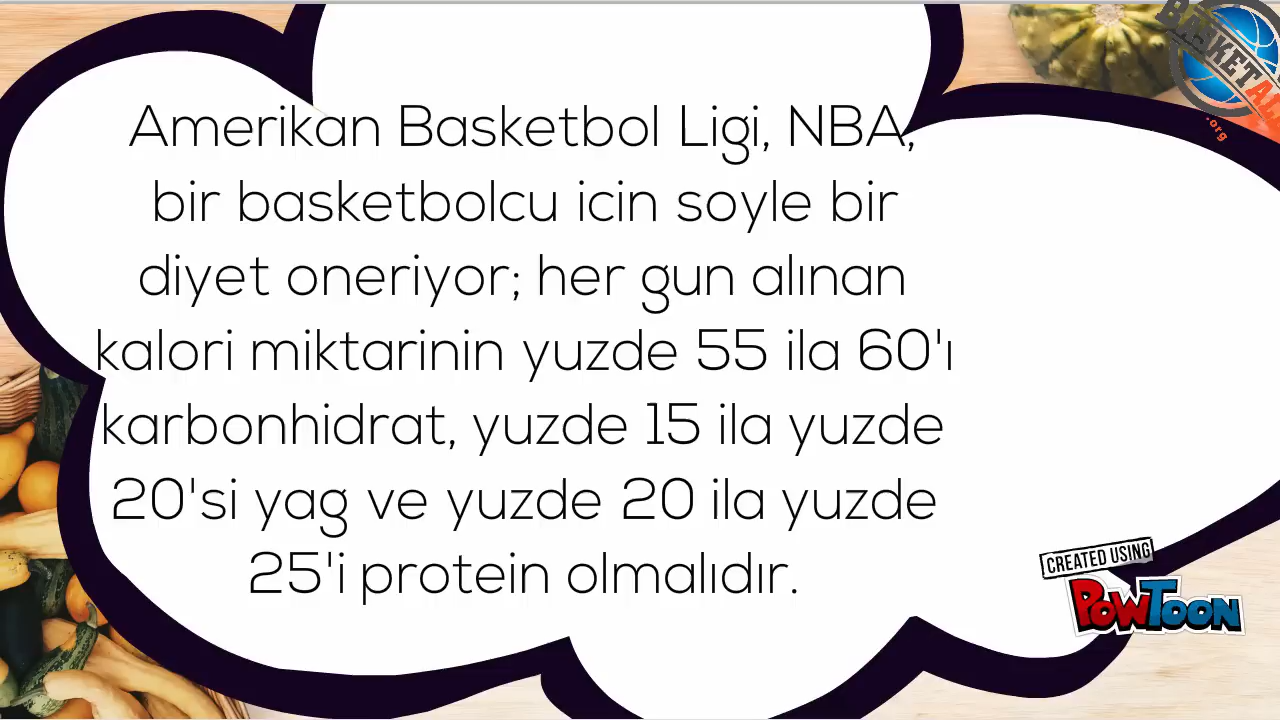 Amerikan Basketbol Ligi, NBA,
bir basketbolcu icin soyle bir
diyet oneriyor; her gun alınan
kalori miktarinin yuzde 55 ila 60'ı
karbonhidrat, yuzde 15 ila yuzde
20'si yag ve yuzde 20 ila yuzde
25'i protein olmalıdır.
.org
CREATED USING
POWTOON